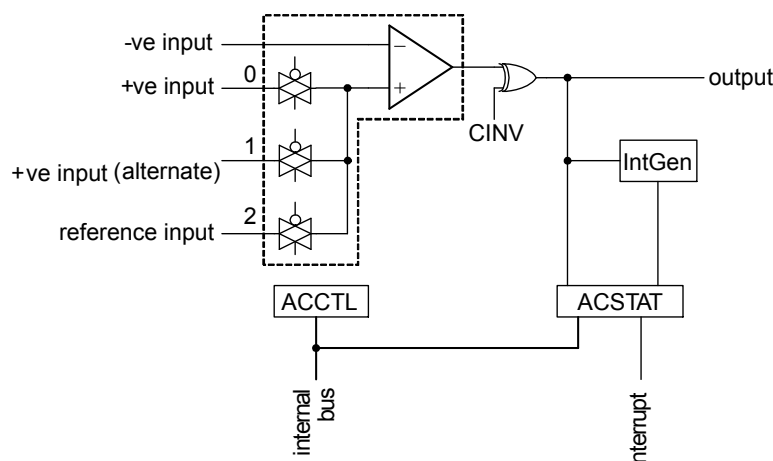 -ve input
−
0
+ve input
+
output
CINV
1
+ve input (alternate)
IntGen
2
reference input
ACCTL
ACSTAT
internal
bus
interrupt